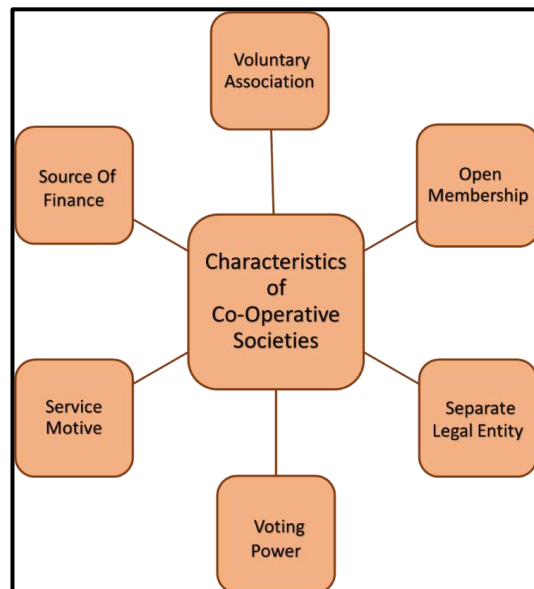 Voluntary
Association
Source Of
Finance
Open
Membership
Characteristics
of
Co-Operative
Societies
Service
Motive
Separate
Legal Entity
Voting
Power